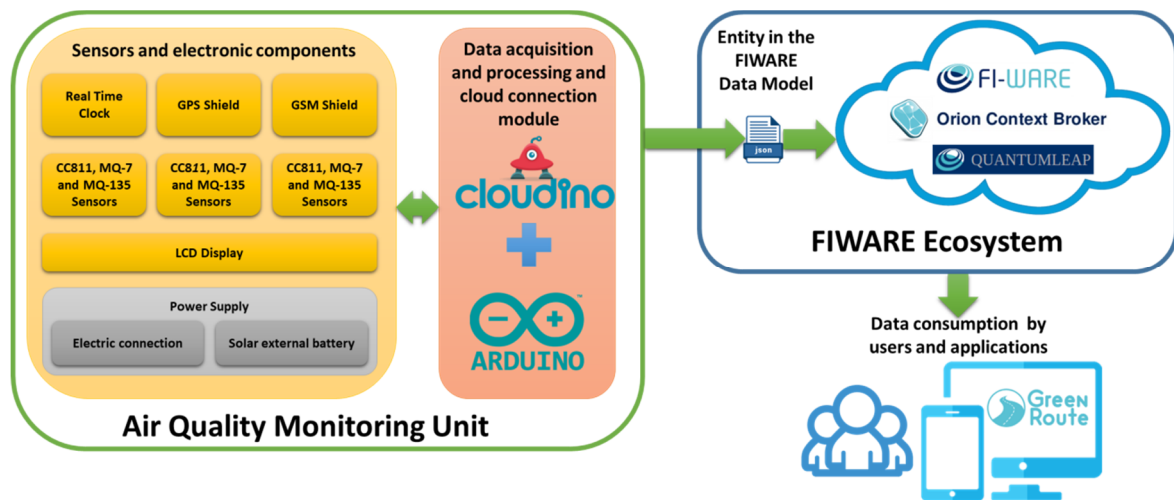 Sensors and electronic components
Real Time
Clock
GPS Shield
GSM Shield
CC811, MQ-7
and MQ-135
Sensors
CC811, MQ-7
and MQ-135
Sensors
CC811, MQ-7
and MQ-135
Sensors
LCD Display
Power Supply
Electric connection
Solar external battery
Data acquisition
and processing and
cloud connection
module
cloudino
ARDUINO
TM
Air Quality Monitoring Unit
Entity in the
FIWARE
Data Model
json
FI-WARE
Orion Context Broker
QUANTUMLEAP
FIWARE Ecosystem
Data consumption by
users and applications
Green
Route